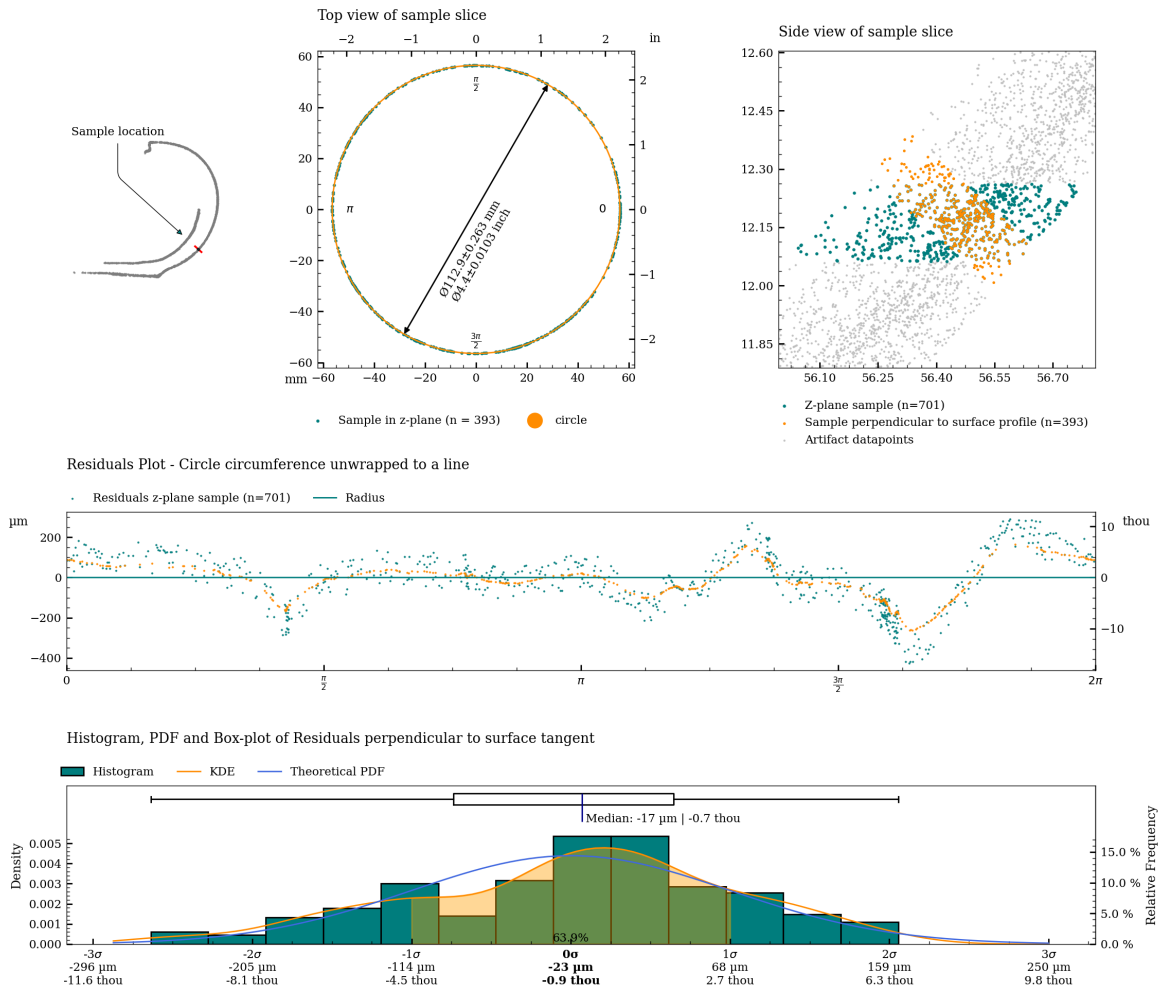 Top view of sample slice
−2 −1 0 1 2 in
Side view of sample slice
Sample location
60
40
20
0
−20
−40
−60
mm
−60 −40 −20 0 20 40 60
2
1
0
−1
−2
π/2
π
0
3π/2
Ø112.9±0.263 mm
Ø4.4±0.0103 inch
Sample in z-plane (n = 393) circle
12.60
12.45
12.30
12.15
12.00
11.85
56.10 56.25 56.40 56.55 56.70
Z-plane sample (n=701)
Sample perpendicular to surface profile (n=393)
Artifact datapoints
Residuals Plot - Circle circumference unwrapped to a line
Residuals z-plane sample (n=701) Radius
µm
200
0
−200
−400
thou
10
0
−10
0 π/2 π 3π/2 2π
Histogram, PDF and Box-plot of Residuals perpendicular to surface tangent
Histogram KDE Theoretical PDF
Median: -17 µm | -0.7 thou
Density
0.005
0.004
0.003
0.002
0.001
0.000
Relative Frequency
15.0 %
10.0 %
5.0 %
0.0 %
63.9%
-3σ -2σ -1σ 0σ 1σ 2σ 3σ
-296 µm -205 µm -114 µm -23 µm 68 µm 159 µm 250 µm
-11.6 thou -8.1 thou -4.5 thou -0.9 thou 2.7 thou 6.3 thou 9.8 thou